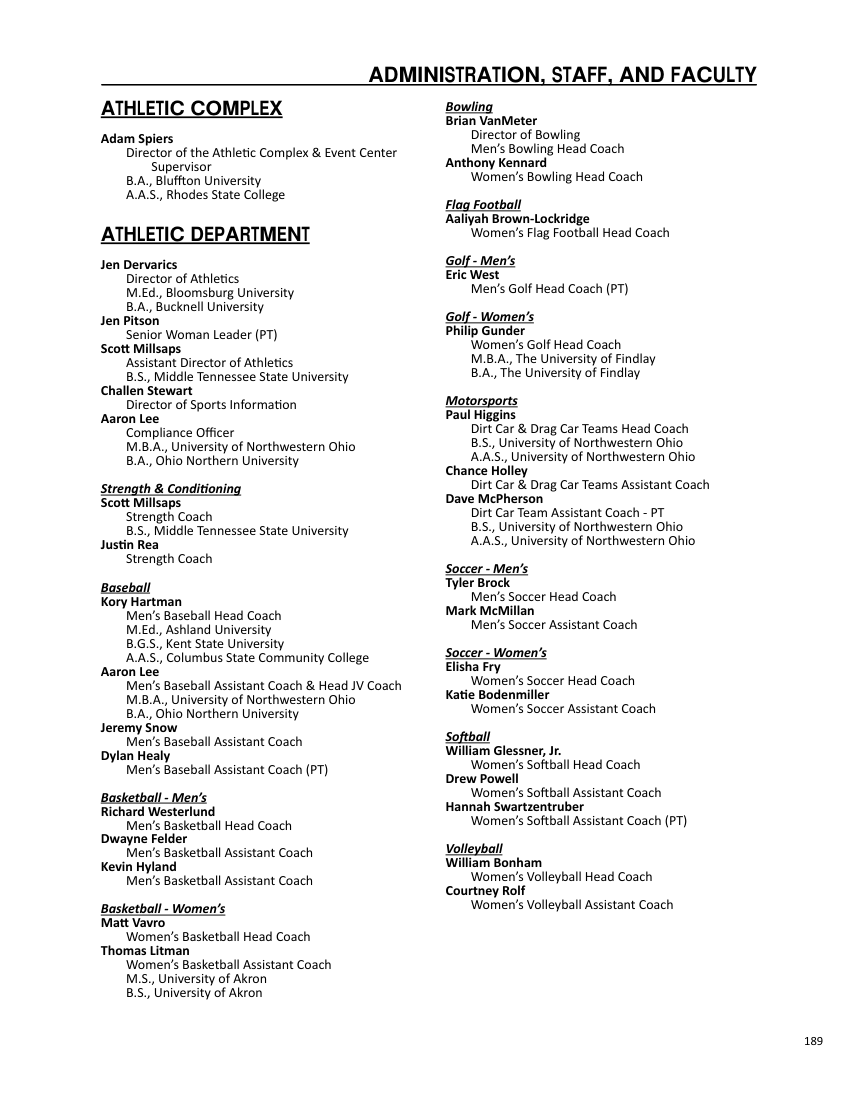 ADMINISTRATION, STAFF, AND FACULTY
ATHLETIC COMPLEX
Adam Spiers
Director of the Athletic Complex & Event Center
Supervisor
B.A., Bluffton University
A.A.S., Rhodes State College
ATHLETIC DEPARTMENT
Jen Dervarics
Director of Athletics
M.Ed., Bloomsburg University
B.A., Bucknell University
Jen Pitson
Senior Woman Leader (PT)
Scott Millsaps
Assistant Director of Athletics
B.S., Middle Tennessee State University
Challen Stewart
Director of Sports Information
Aaron Lee
Compliance Officer
M.B.A., University of Northwestern Ohio
B.A., Ohio Northern University
Strength & Conditioning
Scott Millsaps
Strength Coach
B.S., Middle Tennessee State University
Justin Rea
Strength Coach
Baseball
Kory Hartman
Men's Baseball Head Coach
M.Ed., Ashland University
B.G.S., Kent State University
A.A.S., Columbus State Community College
Aaron Lee
Men's Baseball Assistant Coach & Head JV Coach
M.B.A., University of Northwestern Ohio
B.A., Ohio Northern University
Jeremy Snow
Men's Baseball Assistant Coach
Dylan Healy
Men's Baseball Assistant Coach (PT)
Basketball - Men's
Richard Westerlund
Men's Basketball Head Coach
Dwayne Felder
Men's Basketball Assistant Coach
Kevin Hyland
Men's Basketball Assistant Coach
Basketball - Women's
Matt Vavro
Women's Basketball Head Coach
Thomas Litman
Women's Basketball Assistant Coach
M.S., University of Akron
B.S., University of Akron
Bowling
Brian VanMeter
Director of Bowling
Men's Bowling Head Coach
Anthony Kennard
Women's Bowling Head Coach
Flag Football
Aaliyah Brown-Lockridge
Women's Flag Football Head Coach
Golf - Men's
Eric West
Men's Golf Head Coach (PT)
Golf - Women's
Philip Gunder
Women's Golf Head Coach
M.B.A., The University of Findlay
B.A., The University of Findlay
Motorsports
Paul Higgins
Dirt Car & Drag Car Teams Head Coach
B.S., University of Northwestern Ohio
A.A.S., University of Northwestern Ohio
Chance Holley
Dirt Car & Drag Car Teams Assistant Coach
Dave McPherson
Dirt Car Team Assistant Coach - PT
B.S., University of Northwestern Ohio
A.A.S., University of Northwestern Ohio
Soccer - Men's
Tyler Brock
Men's Soccer Head Coach
Mark McMillan
Men's Soccer Assistant Coach
Soccer - Women's
Elisha Fry
Women's Soccer Head Coach
Katie Bodenmiller
Women's Soccer Assistant Coach
Softball
William Glessner, Jr.
Women's Softball Head Coach
Drew Powell
Women's Softball Assistant Coach
Hannah Swartzentruber
Women's Softball Assistant Coach (PT)
Volleyball
William Bonham
Women's Volleyball Head Coach
Courtney Rolf
Women's Volleyball Assistant Coach
189